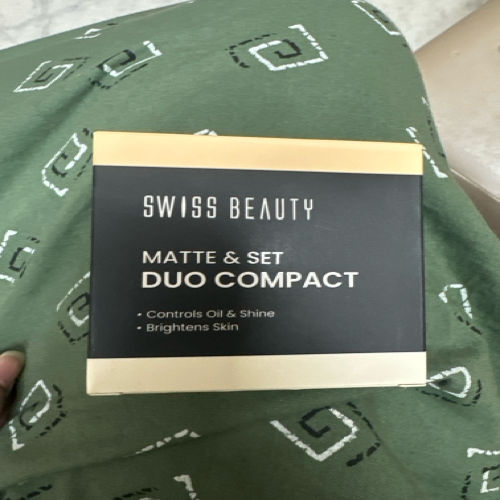 SWISS BEAUTY
MATTE & SET
DUO COMPACT
• Controls Oil & Shine
• Brightens Skin